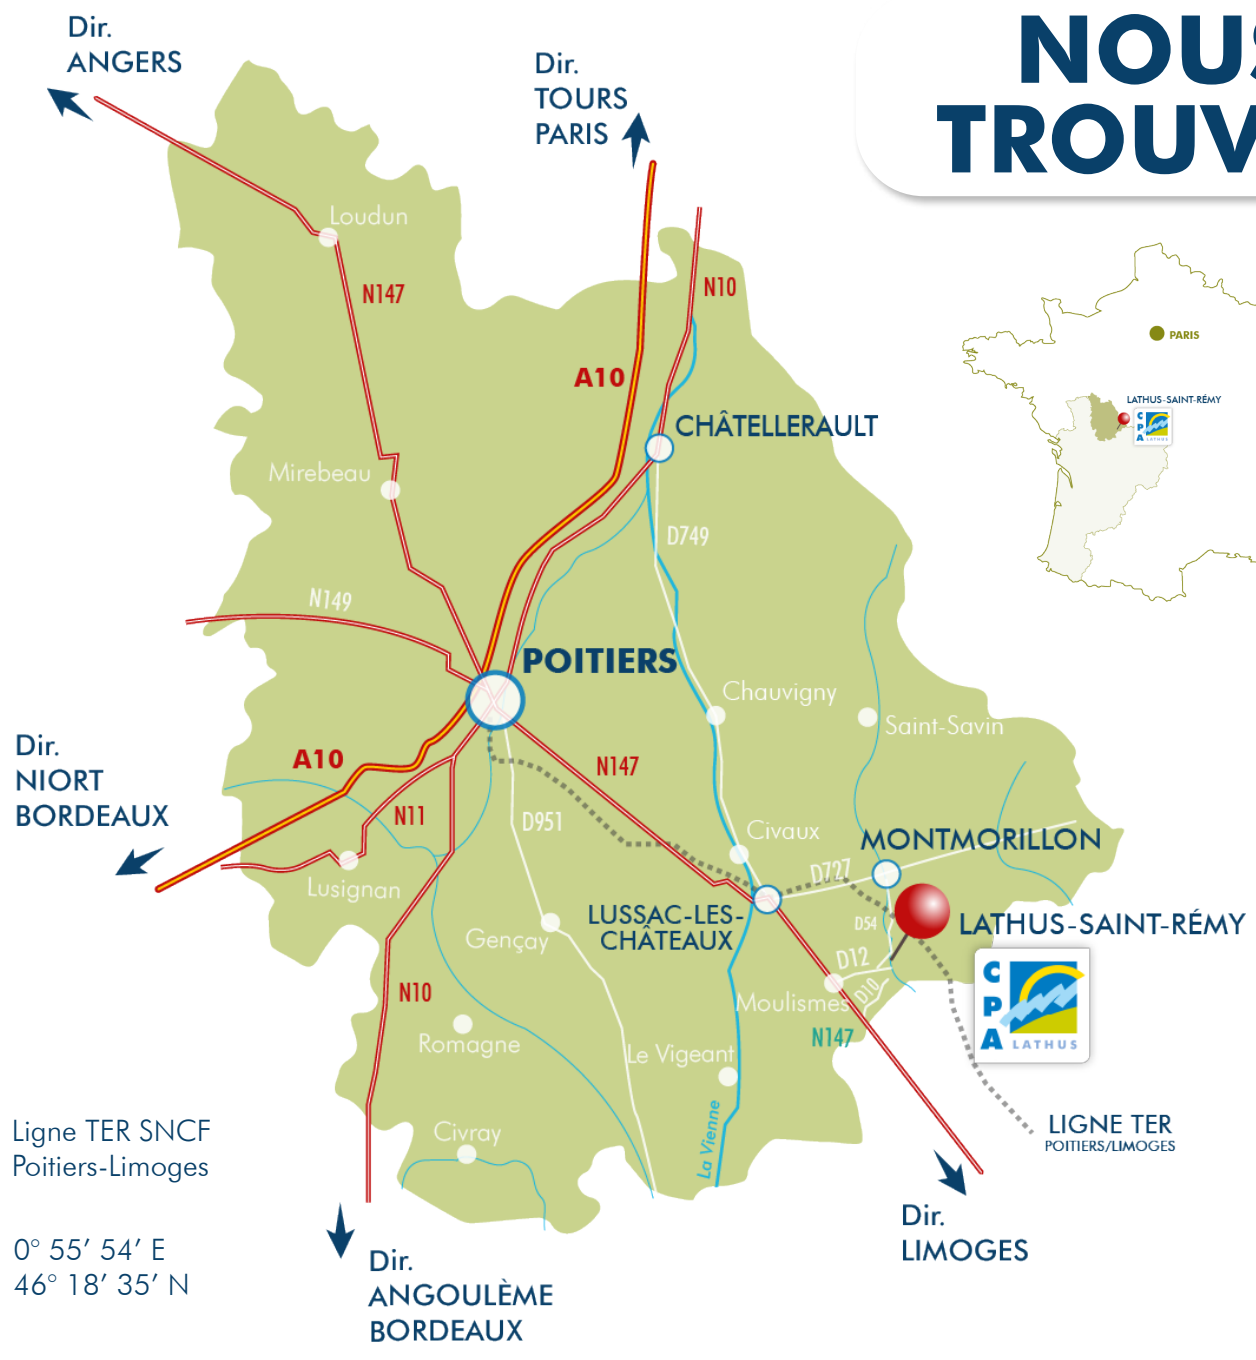 Dir.
ANGERS
Dir.
TOURS
PARIS
NOUS
TROUV
Loudun
N147
N10
A10
PARIS
LATHUS-SAINT-RÉMY
CPA
LATHUS
CHÂTELLERAULT
Mirebeau
D749
N149
POITIERS
Chauvigny
Saint-Savin
Dir.
NIORT
BORDEAUX
A10
N147
N11
D951
Civaux
MONTMORILLON
D727
Lusignan
LUSSAC-LES-
CHÂTEAUX
D54
LATHUS-SAINT-RÉMY
Gençay
D12
D10
CPA
LATHUS
N10
Moulismes
N147
Romagne
Le Vigeant
La Vienne
Civray
LIGNE TER
POITIERS/LIMOGES
Ligne TER SNCF
Poitiers-Limoges
0° 55′ 54′ E
46° 18′ 35′ N
Dir.
LIMOGES
Dir.
ANGOULÈME
BORDEAUX